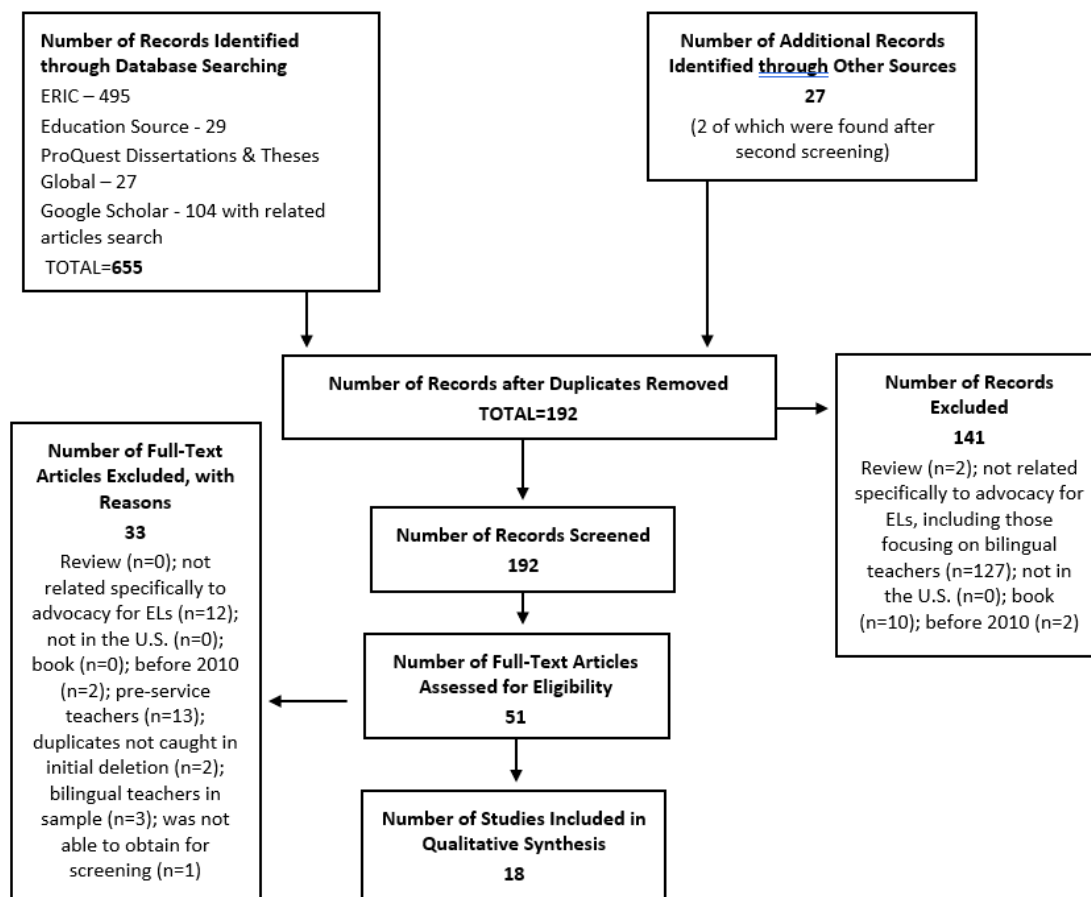 Number of Records Identified
through Database Searching
ERIC – 495
Education Source - 29
ProQuest Dissertations & Theses
Global – 27
Google Scholar - 104 with related
articles search
TOTAL=655
Number of Additional Records
Identified through Other Sources
27
(2 of which were found after
second screening)
Number of Records after Duplicates Removed
TOTAL=192
Number of Records
Excluded
141
Review (n=2); not related
specifically to advocacy for
ELs, including those
focusing on bilingual
teachers (n=127); not in
the U.S. (n=0); book
(n=10); before 2010 (n=2)
Number of Records Screened
192
Number of Full-Text Articles
Assessed for Eligibility
51
Number of Full-Text
Articles Excluded, with
Reasons
33
Review (n=0); not
related specifically to
advocacy for ELs (n=12);
not in the U.S. (n=0);
book (n=0); before 2010
(n=2); pre-service
teachers (n=13);
duplicates not caught in
initial deletion (n=2);
bilingual teachers in
sample (n=3); was not
able to obtain for
screening (n=1)
Number of Studies Included in
Qualitative Synthesis
18